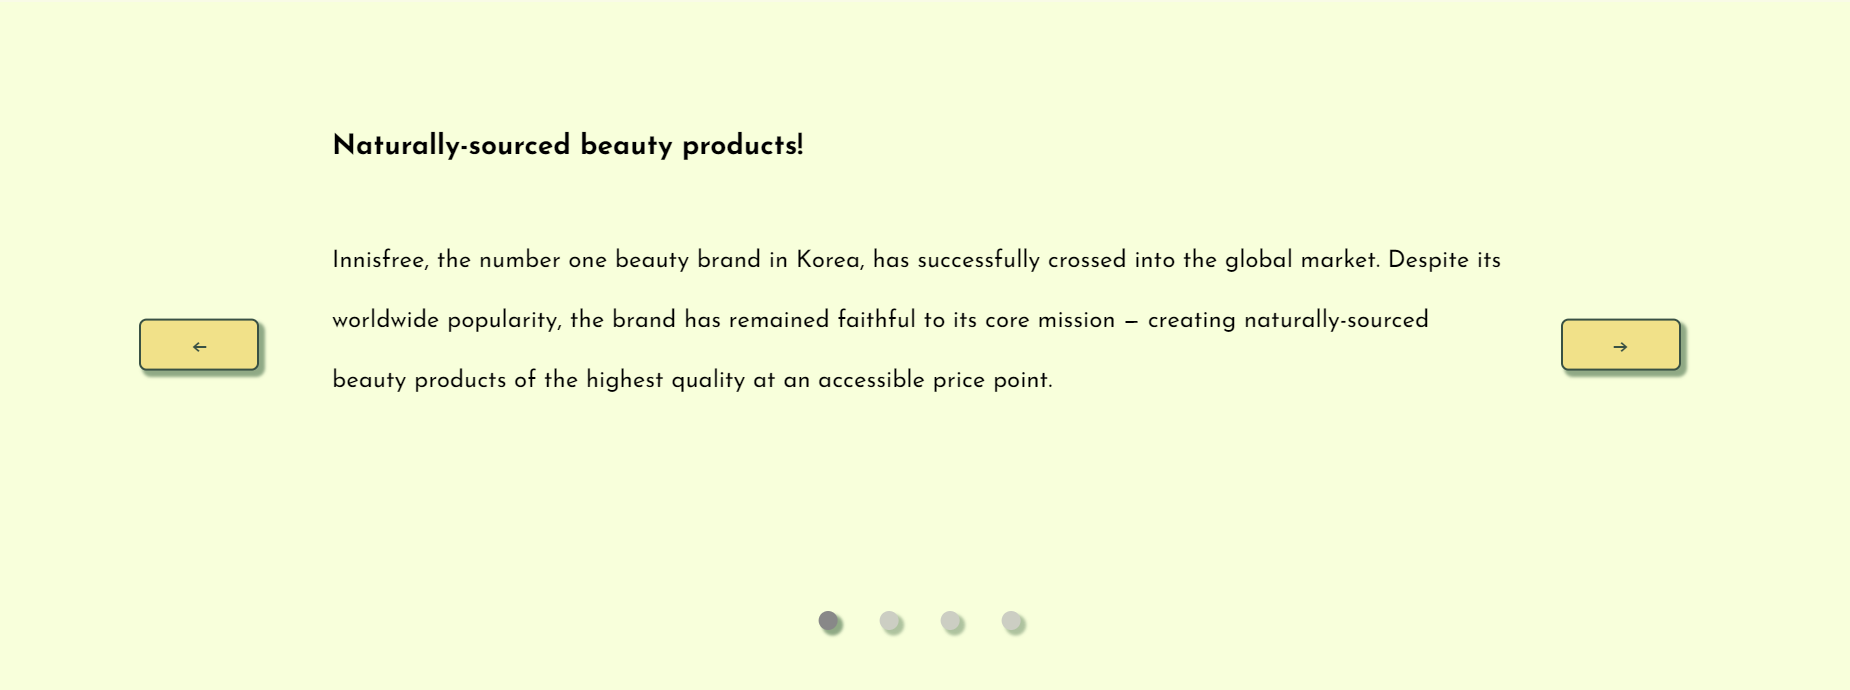 Naturally-sourced beauty products!
Innisfree, the number one beauty brand in Korea, has successfully crossed into the global market. Despite its
worldwide popularity, the brand has remained faithful to its core mission – creating naturally-sourced
← →
beauty products of the highest quality at an accessible price point.